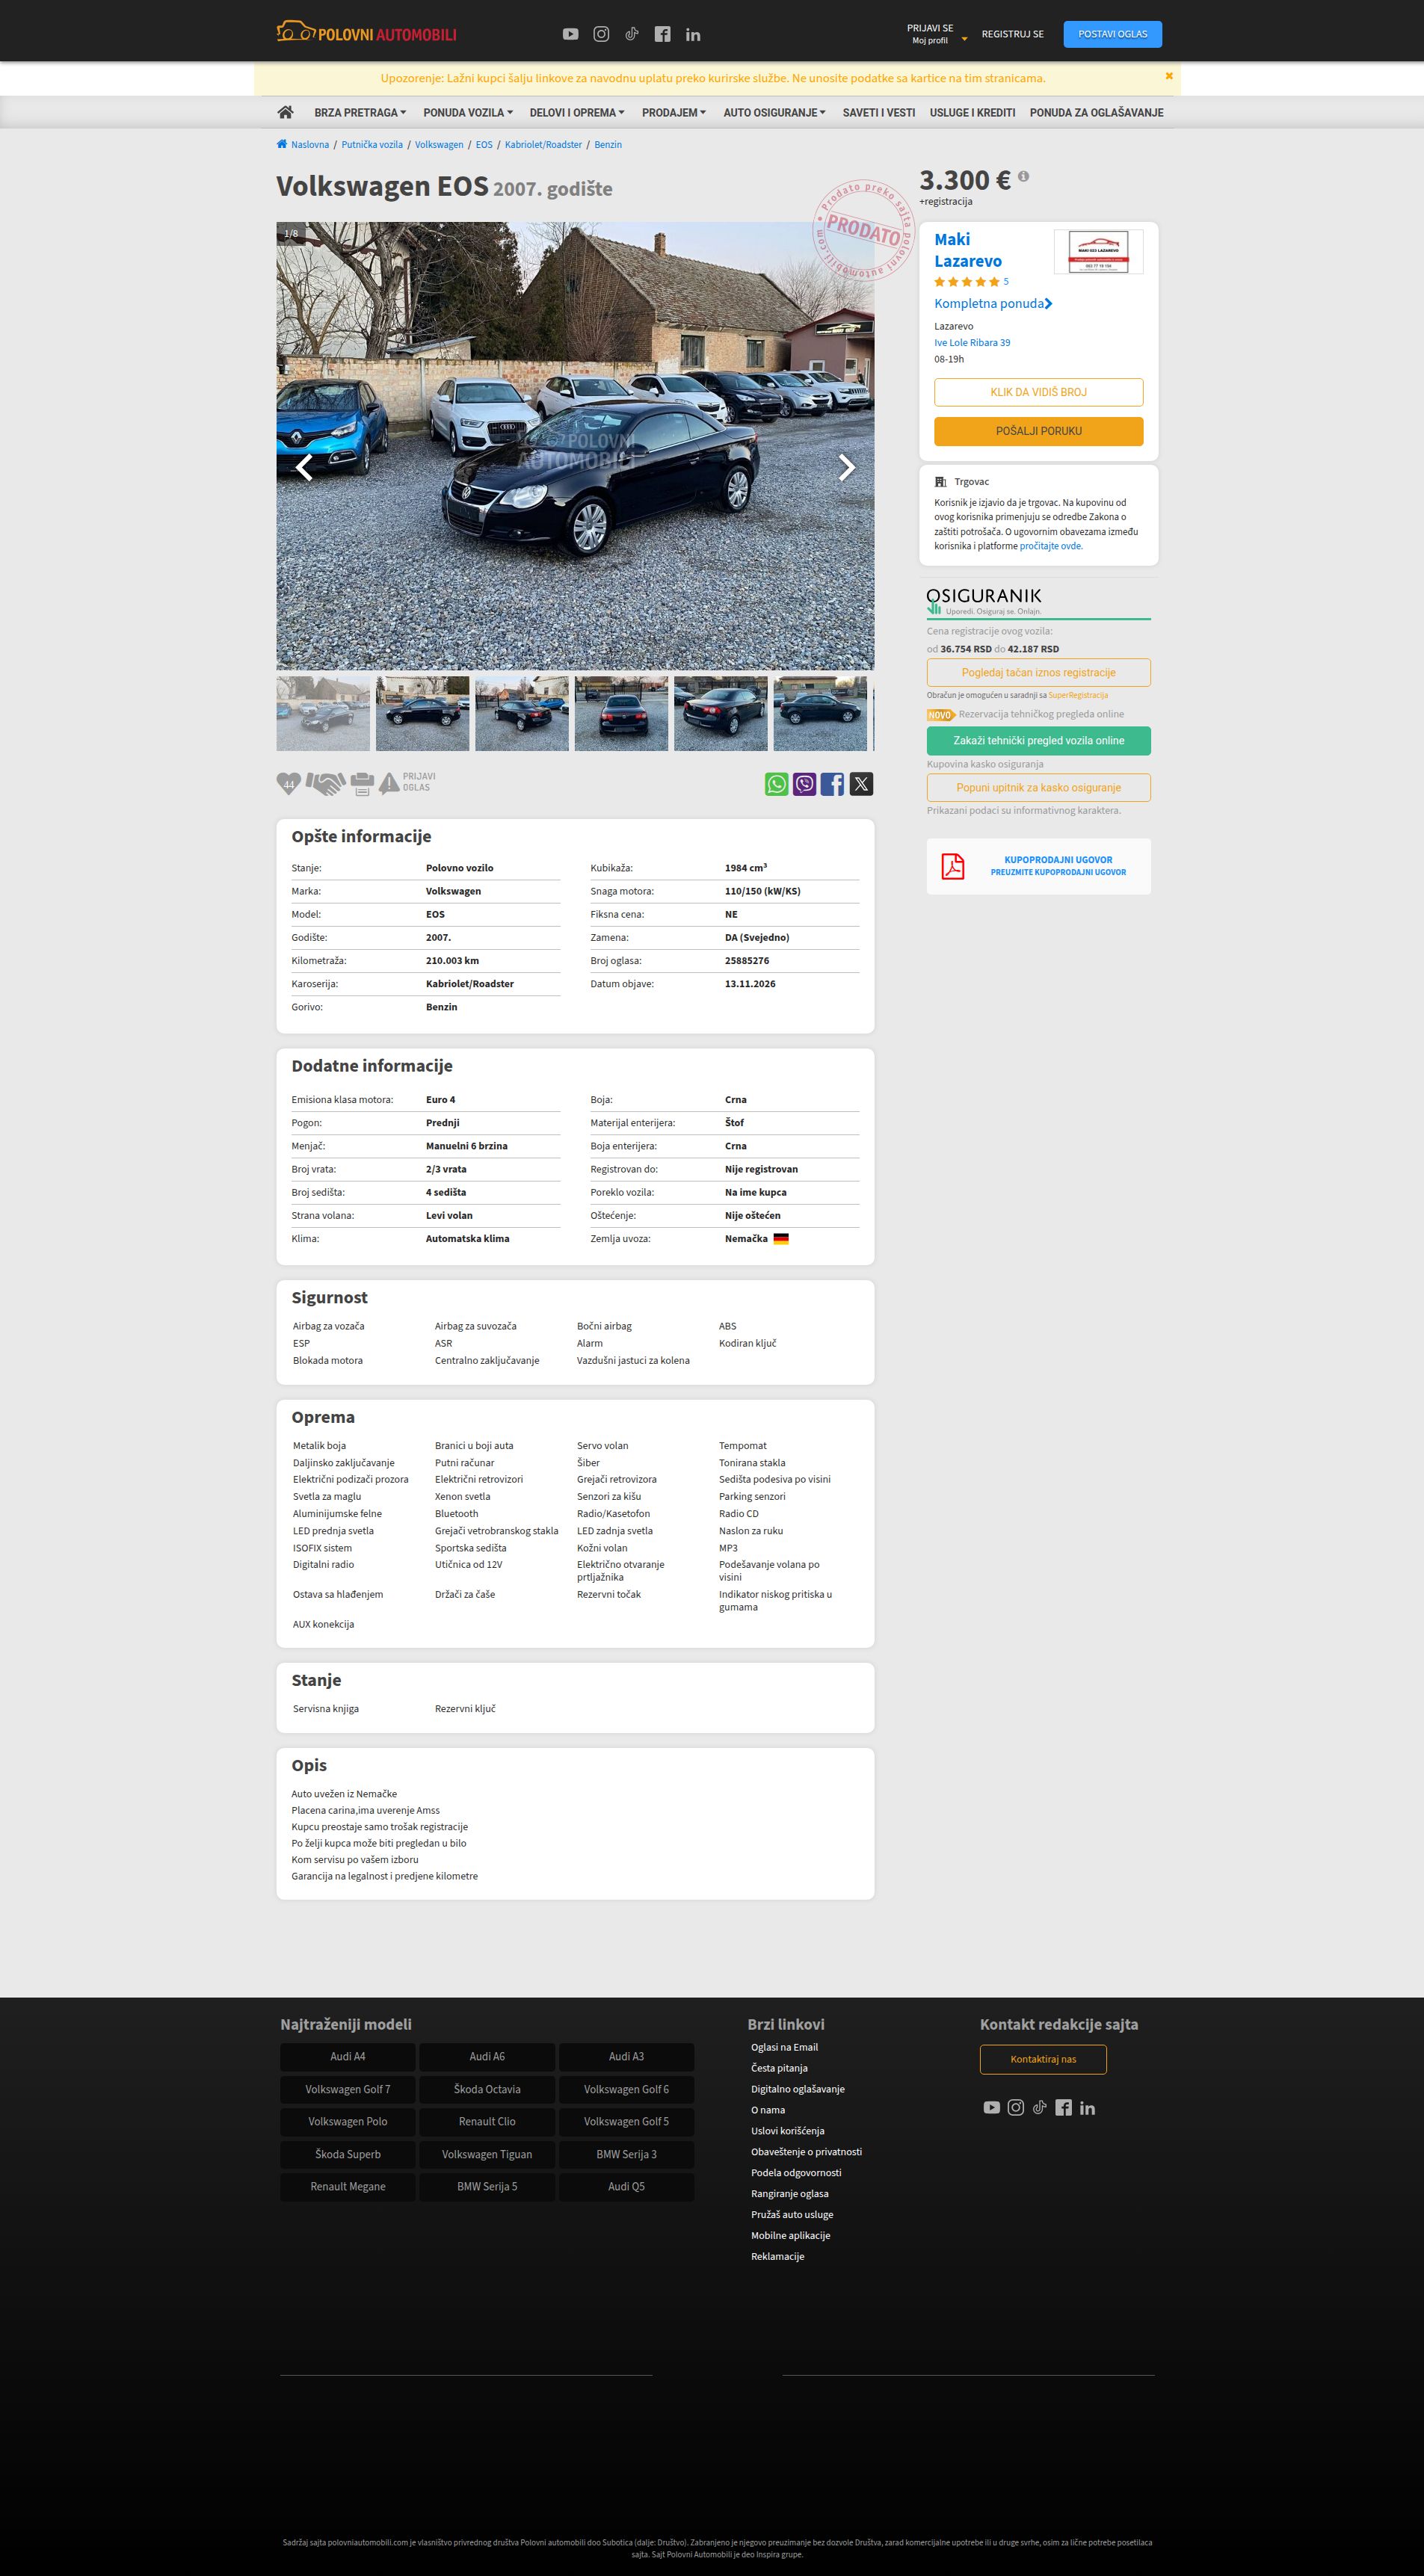 POLOVNI AUTOMOBILI
PRIJAVI SE
Moj profil
REGISTRUJ SE
POSTAVI OGLAS
Upozorenje: Lažni kupci šalju linkove za navodnu uplatu preko kurirske službe. Ne unosite podatke sa kartice na tim stranicama.
BRZA PRETRAGA
PONUDA VOZILA
DELOVI I OPREMA
PRODAJEM
AUTO OSIGURANJE
SAVETI I VESTI
USLUGE I KREDITI
PONUDA ZA OGLAŠAVANJE
Naslovna / Putnička vozila / Volkswagen / EOS / Kabriolet/Roadster / Benzin
Volkswagen EOS 2007. godište
3.300 €
+registracija
1/8
Prodato preko sajta polovniautomobili.com
PRODATO
POLOVNI
AUTOMOBILI
Maki
Lazarevo
5
Kompletna ponuda
Lazarevo
Ive Lole Ribara 39
08-19h
KLIK DA VIDIŠ BROJ
POŠALJI PORUKU
Trgovac
Korisnik je izjavio da je trgovac. Na kupovinu od
ovog korisnika primenjuju se odredbe Zakona o
zaštiti potrošača. O ugovornim obavezama između
korisnika i platforme pročitajte ovde.
OSIGURANIK
Uporedi. Osiguraj se. Onlajn.
Cena registracije ovog vozila:
od 36.754 RSD do 42.187 RSD
Pogledaj tačan iznos registracije
Obračun je omogućen u saradnji sa SuperRegistracija
NOVO Rezervacija tehničkog pregleda online
Zakaži tehnički pregled vozila online
Kupovina kasko osiguranja
Popuni upitnik za kasko osiguranje
Prikazani podaci su informativnog karaktera.
KUPOPRODAJNI UGOVOR
PREUZMITE KUPOPRODAJNI UGOVOR
44
PRIJAVI
OGLAS
Opšte informacije
Stanje: Polovno vozilo
Marka: Volkswagen
Model: EOS
Godište: 2007.
Kilometraža: 210.003 km
Karoserija: Kabriolet/Roadster
Gorivo: Benzin
Kubikaža: 1984 cm³
Snaga motora: 110/150 (kW/KS)
Fiksna cena: NE
Zamena: DA (Svejedno)
Broj oglasa: 25885276
Datum objave: 13.11.2026
Dodatne informacije
Emisiona klasa motora: Euro 4
Pogon: Prednji
Menjač: Manuelni 6 brzina
Broj vrata: 2/3 vrata
Broj sedišta: 4 sedišta
Strana volana: Levi volan
Klima: Automatska klima
Boja: Crna
Materijal enterijera: Štof
Boja enterijera: Crna
Registrovan do: Nije registrovan
Poreklo vozila: Na ime kupca
Oštećenje: Nije oštećen
Zemlja uvoza: Nemačka
Sigurnost
Airbag za vozača Airbag za suvozača Bočni airbag ABS
ESP ASR Alarm Kodiran ključ
Blokada motora Centralno zaključavanje Vazdušni jastuci za kolena
Oprema
Metalik boja Branici u boji auta Servo volan Tempomat
Daljinsko zaključavanje Putni računar Šiber Tonirana stakla
Električni podizači prozora Električni retrovizori Grejači retrovizora Sedišta podesiva po visini
Svetla za maglu Xenon svetla Senzori za kišu Parking senzori
Aluminijumske felne Bluetooth Radio/Kasetofon Radio CD
LED prednja svetla Grejači vetrobranskog stakla LED zadnja svetla Naslon za ruku
ISOFIX sistem Sportska sedišta Kožni volan MP3
Digitalni radio Utičnica od 12V Električno otvaranje prtljažnika Podešavanje volana po visini
Ostava sa hlađenjem Držači za čaše Rezervni točak Indikator niskog pritiska u gumama
AUX konekcija
Stanje
Servisna knjiga Rezervni ključ
Opis
Auto uvežen iz Nemačke
Placena carina,ima uverenje Amss
Kupcu preostaje samo trošak registracije
Po želji kupca može biti pregledan u bilo
Kom servisu po vašem izboru
Garancija na legalnost i predjene kilometre
Najtraženiji modeli
Audi A4 Audi A6 Audi A3
Volkswagen Golf 7 Škoda Octavia Volkswagen Golf 6
Volkswagen Polo Renault Clio Volkswagen Golf 5
Škoda Superb Volkswagen Tiguan BMW Serija 3
Renault Megane BMW Serija 5 Audi Q5
Brzi linkovi
Oglasi na Email
Česta pitanja
Digitalno oglašavanje
O nama
Uslovi korišćenja
Obaveštenje o privatnosti
Podela odgovornosti
Rangiranje oglasa
Pružaš auto usluge
Mobilne aplikacije
Reklamacije
Kontakt redakcije sajta
Kontaktiraj nas
Sadržaj sajta polovniautomobili.com je vlasništvo privrednog društva Polovni automobili doo Subotica (dalje: Društvo). Zabranjeno je njegovo preuzimanje bez dozvole Društva, zarad komercijalne upotrebe ili u druge svrhe, osim za lične potrebe posetilaca
sajta. Sajt Polovni Automobili je deo Inspira grupe.